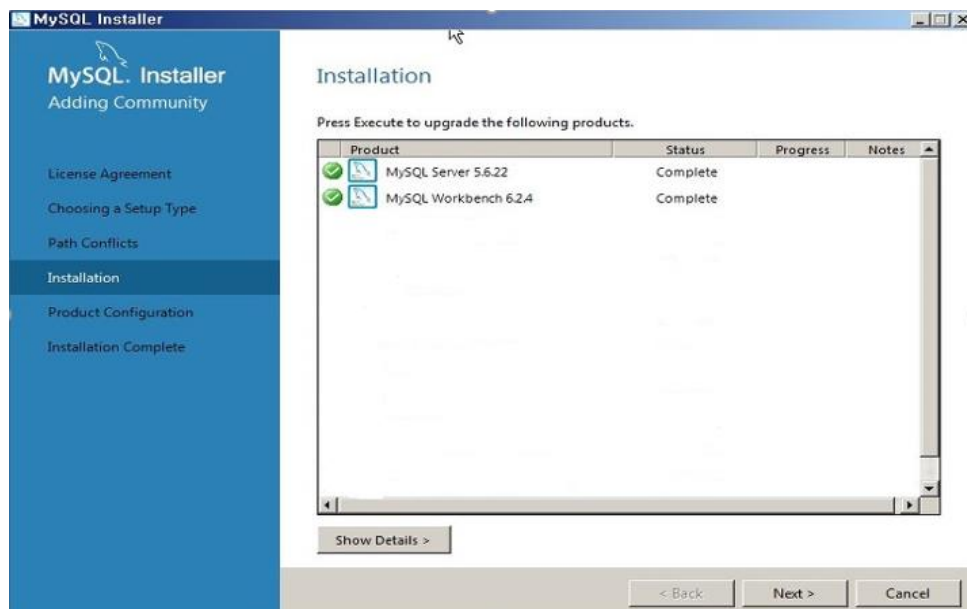 MySQL Installer
MySQL. Installer
Adding Community
License Agreement
Choosing a Setup Type
Path Conflicts
Installation
Product Configuration
Installation Complete
Installation
Press Execute to upgrade the following products.
Product Status Progress Notes
MySQL Server 5.6.22 Complete
MySQL Workbench 6.2.4 Complete
Show Details >
< Back Next > Cancel